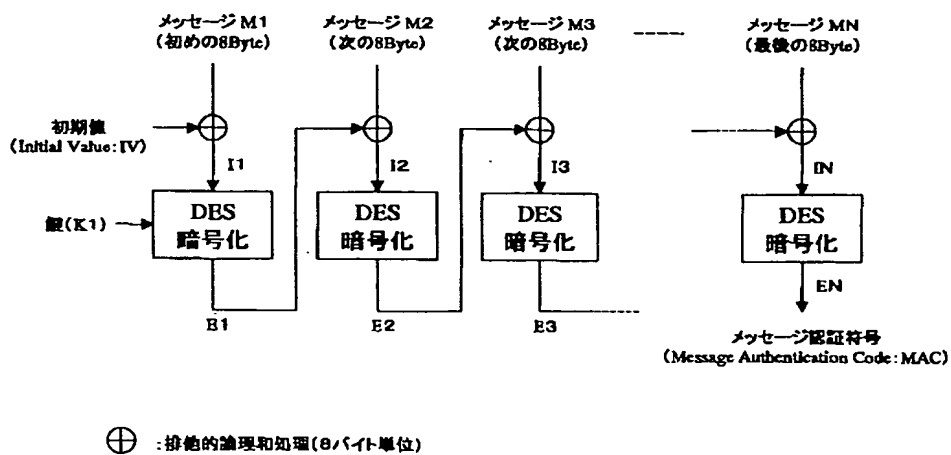 メッセージ M1
(初めの8Byte)
メッセージ M2
(次の8Byte)
メッセージ M3
(次の8Byte)
メッセージ MN
(最後の8Byte)
初期値
(Initial Value:IV)
I1
I2
I3
IN
鍵(K1)
DES
暗号化
DES
暗号化
DES
暗号化
DES
暗号化
E1
E2
E3
EN
メッセージ認証符号
(Message Authentication Code:MAC)
:排他的論理和処理(8バイト単位)